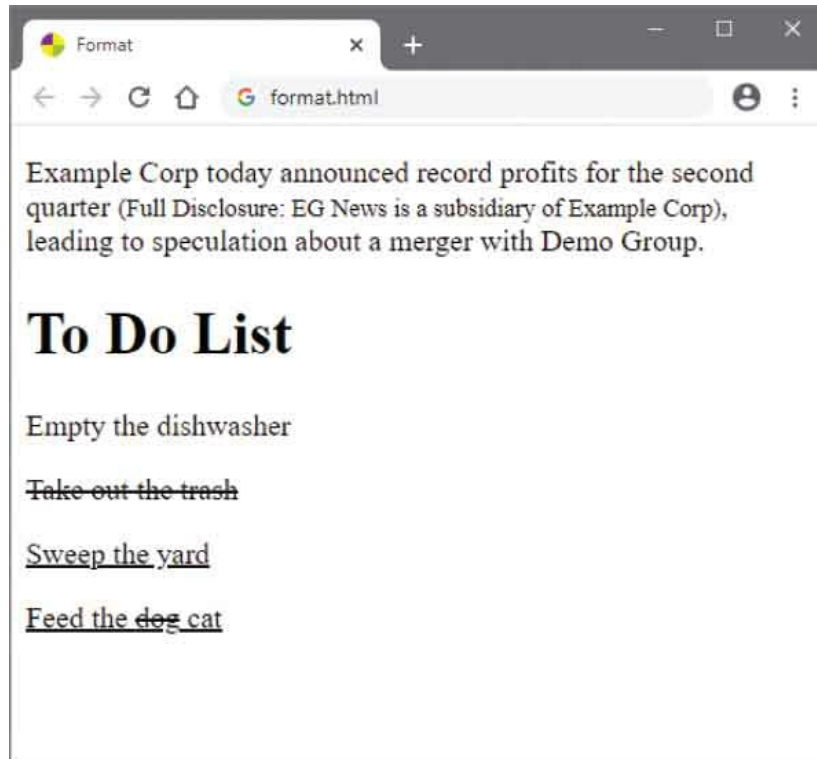 Format
format.html
Example Corp today announced record profits for the second
quarter (Full Disclosure: EG News is a subsidiary of Example Corp),
leading to speculation about a merger with Demo Group.
To Do List
Empty the dishwasher
Take out the trash
Sweep the yard
Feed the dog cat